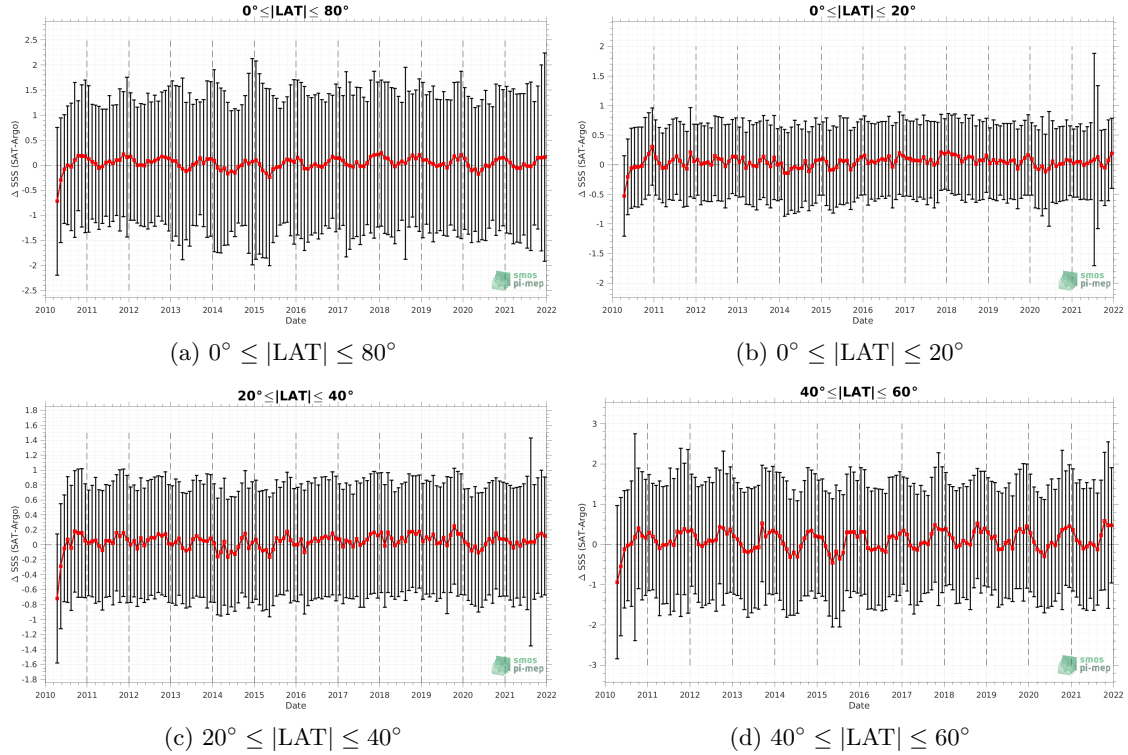 0°≤|LAT|≤ 80°
Δ SSS (SAT-Argo)
2.5
2
1.5
1
0.5
0
-0.5
-1
-1.5
-2
-2.5
2010 2011 2012 2013 2014 2015 2016 2017 2018 2019 2020 2021 2022
Date
smos
pi-mep
(a) 0° ≤ |LAT| ≤ 80°
0°≤|LAT|≤ 20°
Δ SSS (SAT-Argo)
2
1.5
1
0.5
0
-0.5
-1
-1.5
-2
2010 2011 2012 2013 2014 2015 2016 2017 2018 2019 2020 2021 2022
Date
smos
pi-mep
(b) 0° ≤ |LAT| ≤ 20°
20°≤|LAT|≤ 40°
Δ SSS (SAT-Argo)
1.8
1.6
1.4
1.2
1
0.8
0.6
0.4
0.2
0
-0.2
-0.4
-0.6
-0.8
-1
-1.2
-1.4
-1.6
-1.8
2010 2011 2012 2013 2014 2015 2016 2017 2018 2019 2020 2021 2022
Date
smos
pi-mep
(c) 20° ≤ |LAT| ≤ 40°
40°≤|LAT|≤ 60°
Δ SSS (SAT-Argo)
3
2
1
0
-1
-2
-3
2010 2011 2012 2013 2014 2015 2016 2017 2018 2019 2020 2021 2022
Date
smos
pi-mep
(d) 40° ≤ |LAT| ≤ 60°